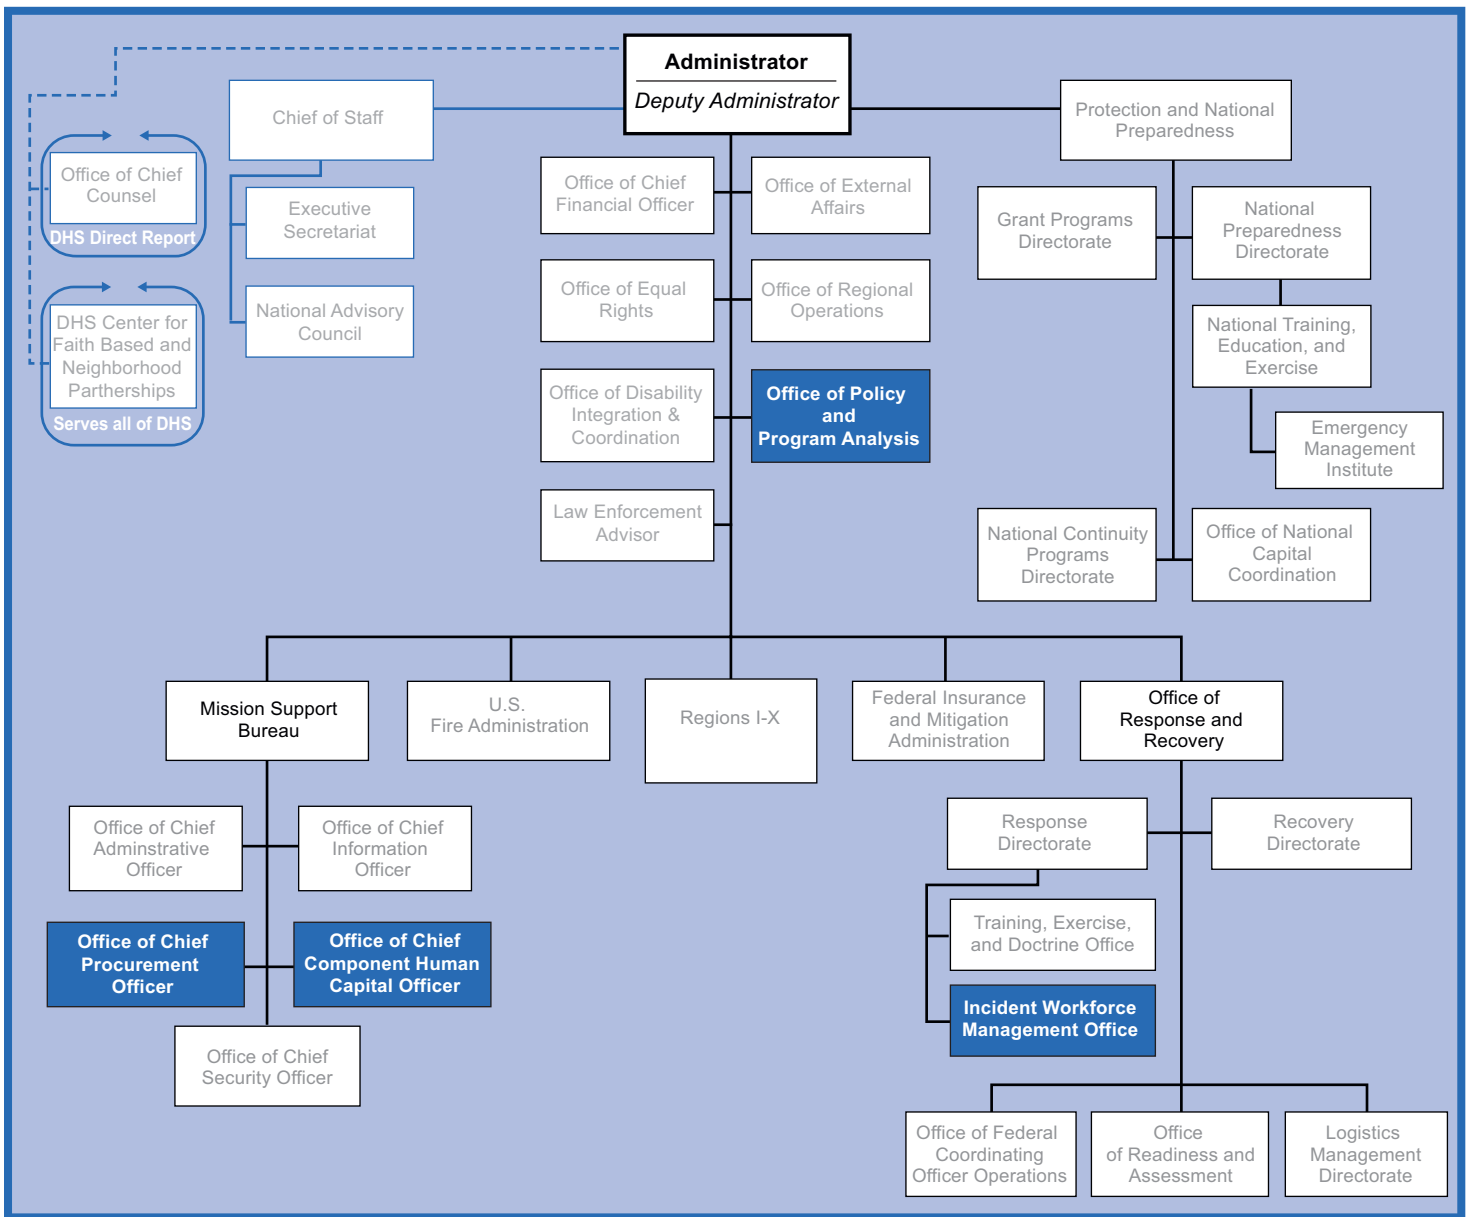 Administrator
Deputy Administrator
Chief of Staff
Protection and National
Preparedness
Office of Chief
Counsel
DHS Direct Report
Executive
Secretariat
National Advisory
Council
DHS Center for
Faith Based and
Neighborhood
Partherships
Serves all of DHS
Office of Chief
Financial Officer
Office of External
Affairs
Office of Equal
Rights
Office of Regional
Operations
Office of Disability
Integration &
Coordination
Office of Policy
and
Program Analysis
Law Enforcement
Advisor
Grant Programs
Directorate
National
Preparedness
Directorate
National Training,
Education, and
Exercise
Emergency
Management
Institute
National Continuity
Programs
Directorate
Office of National
Capital
Coordination
Mission Support
Bureau
U.S.
Fire Administration
Regions I-X
Federal Insurance
and Mitigation
Administration
Office of
Response and
Recovery
Office of Chief
Adminstrative
Officer
Office of Chief
Information
Officer
Office of Chief
Procurement
Officer
Office of Chief
Component Human
Capital Officer
Office of Chief
Security Officer
Response
Directorate
Recovery
Directorate
Training, Exercise,
and Doctrine Office
Incident Workforce
Management Office
Office of Federal
Coordinating
Officer Operations
Office
of Readiness and
Assessment
Logistics
Management
Directorate